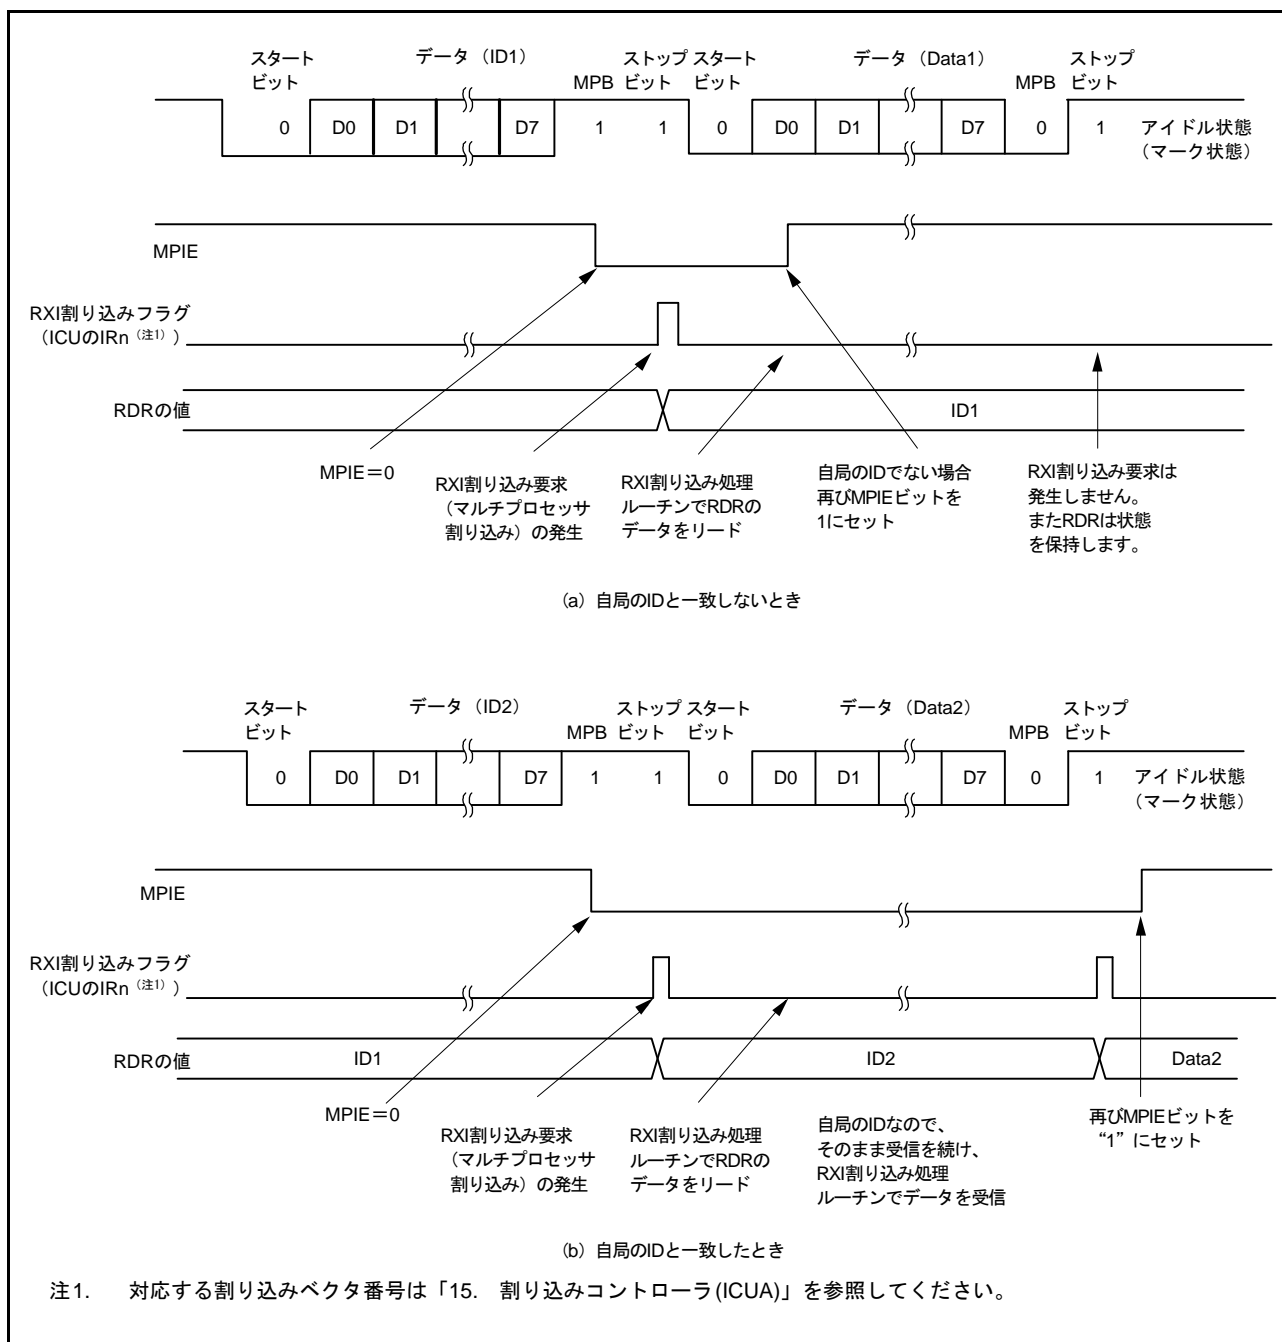 スタート データ（ID1） ストップ スタート データ（Data1） ストップ
ビット MPB ビット ビット MPB ビット
0 D0 D1 D7 1 1 0 D0 D1 D7 0 1 アイドル状態
（マーク状態）
MPIE
RXI割り込みフラグ
（ICUのIRn（注1））
RDRの値 ID1
MPIE＝0
RXI割り込み要求
（マルチプロセッサ
割り込み）の発生
RXI割り込み処理
ルーチンでRDRの
データをリード
自局のIDでない場合
再びMPIEビットを
1にセット
RXI割り込み要求は
発生しません。
またRDRは状態
を保持します。
（a）自局のIDと一致しないとき
スタート データ（ID2） ストップ スタート データ（Data2） ストップ
ビット MPB ビット ビット MPB ビット
0 D0 D1 D7 1 1 0 D0 D1 D7 0 1 アイドル状態
（マーク状態）
MPIE
RXI割り込みフラグ
（ICUのIRn（注1））
RDRの値 ID1 ID2 Data2
MPIE＝0
RXI割り込み要求
（マルチプロセッサ
割り込み）の発生
RXI割り込み処理
ルーチンでRDRの
データをリード
自局のIDなので、
そのまま受信を続け、
RXI割り込み処理
ルーチンでデータを受信
再びMPIEビットを
“1”にセット
（b）自局のIDと一致したとき
注1. 対応する割り込みベクタ番号は「15. 割り込みコントローラ(ICUA)」を参照してください。